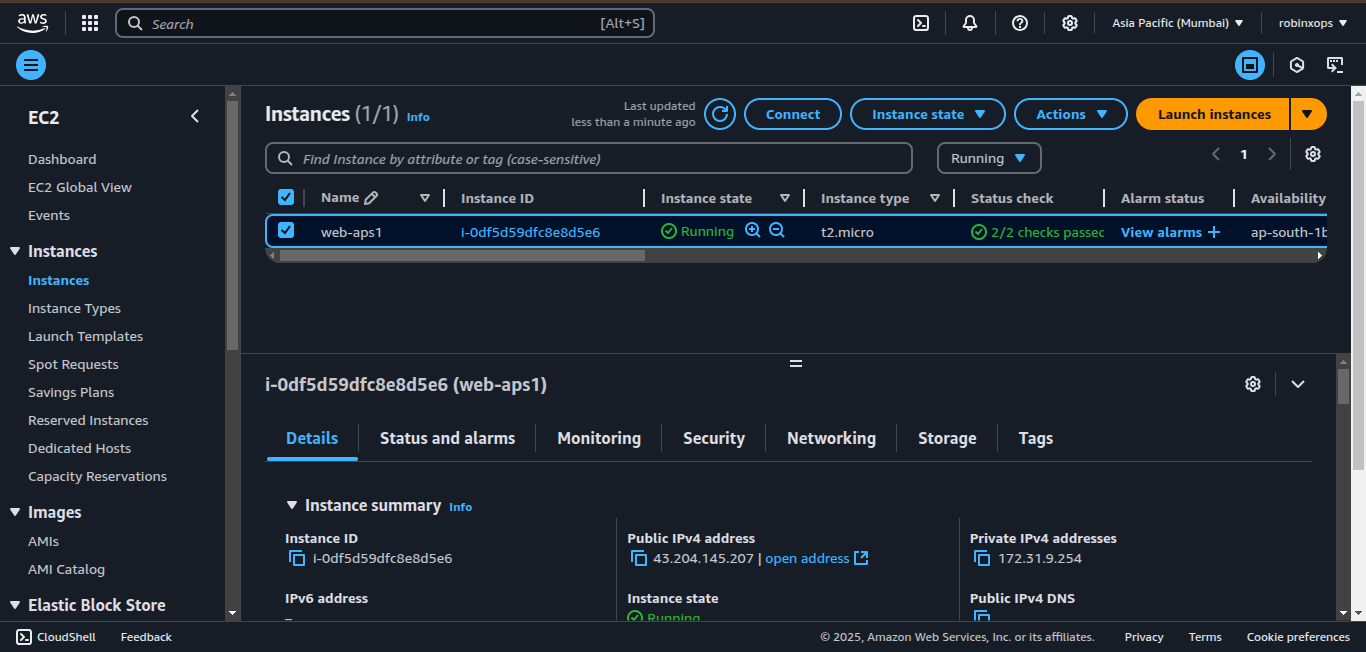 aws Search [Alt+S] Asia Pacific (Mumbai) robinxops
EC2
Dashboard
EC2 Global View
Events
Instances
Instances
Instance Types
Launch Templates
Spot Requests
Savings Plans
Reserved Instances
Dedicated Hosts
Capacity Reservations
Images
AMIs
AMI Catalog
Elastic Block Store
Instances (1/1) Info
Last updated
less than a minute ago
Connect Instance state Actions Launch instances
Find Instance by attribute or tag (case-sensitive) Running 1
Name Instance ID Instance state Instance type Status check Alarm status Availability
web-aps1 i-0df5d59dfc8e8d5e6 Running t2.micro 2/2 checks passed View alarms + ap-south-1b
i-0df5d59dfc8e8d5e6 (web-aps1)
Details Status and alarms Monitoring Security Networking Storage Tags
Instance summary Info
Instance ID Public IPv4 address Private IPv4 addresses
i-0df5d59dfc8e8d5e6 43.204.145.207 | open address 172.31.9.254
IPv6 address Instance state Public IPv4 DNS
– Running
CloudShell Feedback © 2025, Amazon Web Services, Inc. or its affiliates. Privacy Terms Cookie preferences